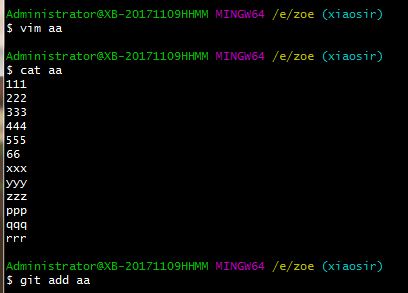 Administrator@XB-20171109HHMM MINGW64 /e/zoe (xiaosir)
$ vim aa
Administrator@XB-20171109HHMM MINGW64 /e/zoe (xiaosir)
$ cat aa
111
222
333
444
555
66
xxx
yyy
zzz
ppp
qqq
rrr
Administrator@XB-20171109HHMM MINGW64 /e/zoe (xiaosir)
$ git add aa